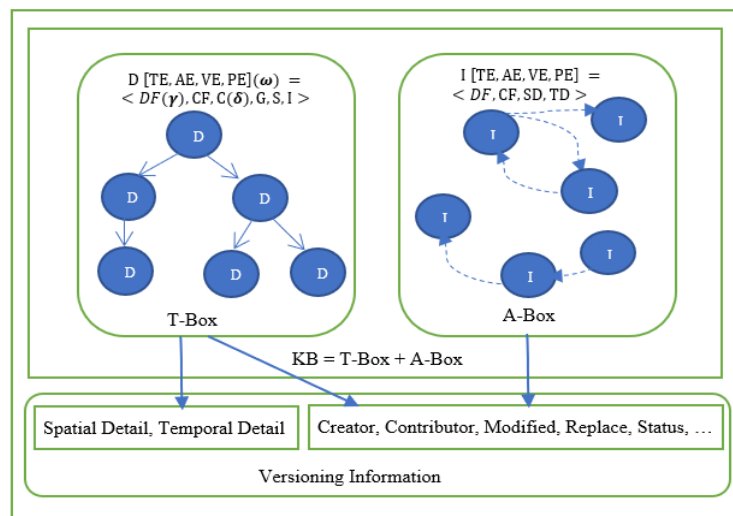 D [TE, AE, VE, PE](𝝎) =
< 𝐷𝐹(𝜸), CF, C(𝜹), G, S, I >
D
D
D
D
D
D
T-Box
I [TE, AE, VE, PE] =
< 𝐷𝐹, CF, SD, TD >
I
I
I
I
I
I
A-Box
KB = T-Box + A-Box
Spatial Detail, Temporal Detail
Creator, Contributor, Modified, Replace, Status, …
Versioning Information